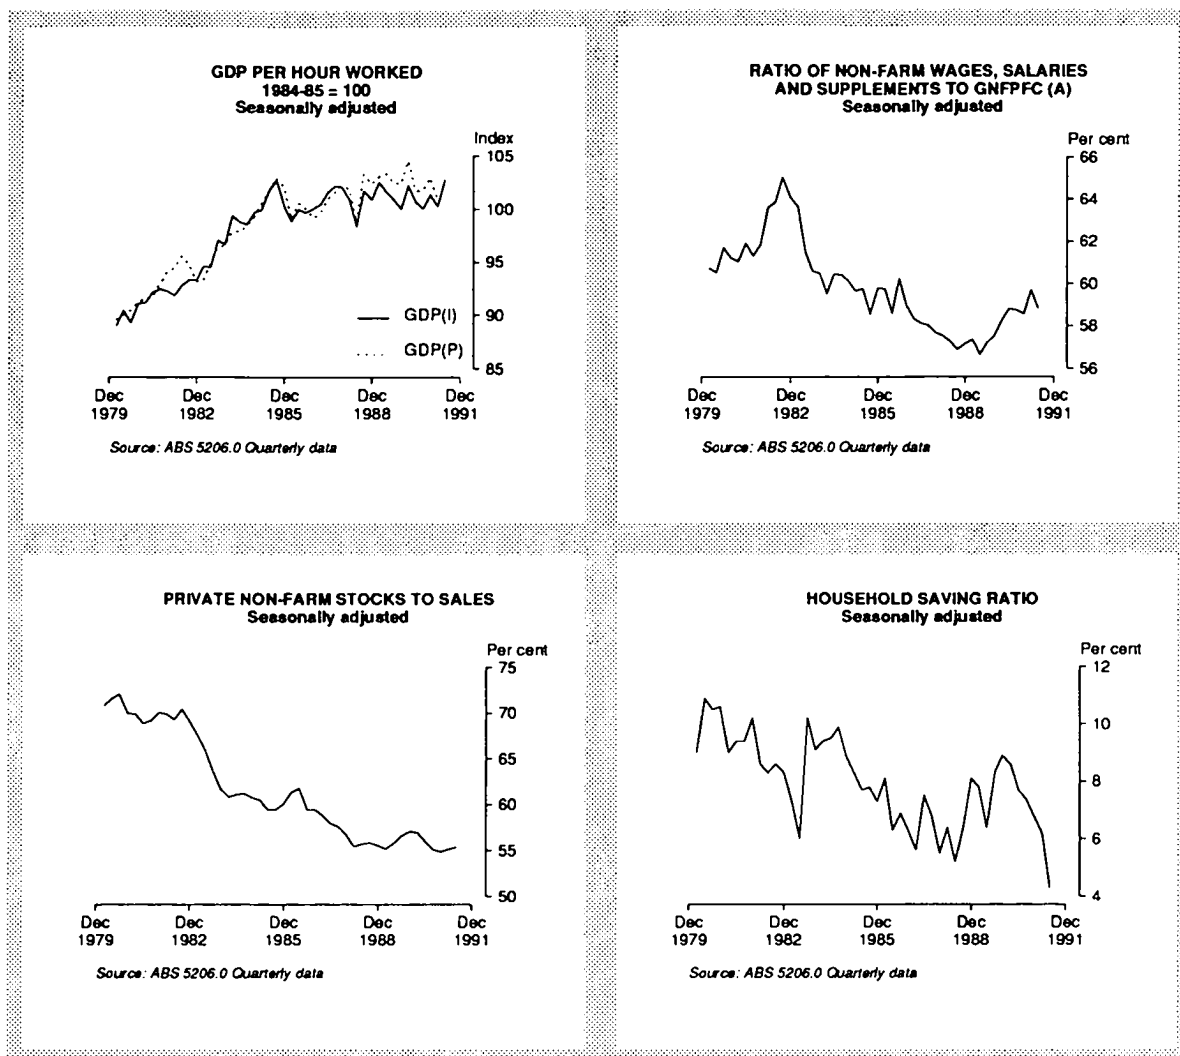 GDP PER HOUR WORKED
1984-85 = 100
Seasonally adjusted
Index
105
100
95
90
85
GDP(I)
GDP(P)
Dec Dec Dec Dec Dec
1979 1982 1985 1988 1991
Source: ABS 5206.0 Quarterly data
RATIO OF NON-FARM WAGES, SALARIES
AND SUPPLEMENTS TO GNFPFC (A)
Seasonally adjusted
Per cent
66
64
62
60
58
56
Dec Dec Dec Dec Dec
1979 1982 1985 1988 1991
Source: ABS 5206.0 Quarterly data
PRIVATE NON-FARM STOCKS TO SALES
Seasonally adjusted
Per cent
75
70
65
60
55
50
Dec Dec Dec Dec Dec
1979 1982 1985 1988 1991
Source: ABS 5206.0 Quarterly data
HOUSEHOLD SAVING RATIO
Seasonally adjusted
Per cent
12
10
8
6
4
Dec Dec Dec Dec Dec
1979 1982 1985 1988 1991
Source: ABS 5206.0 Quarterly data